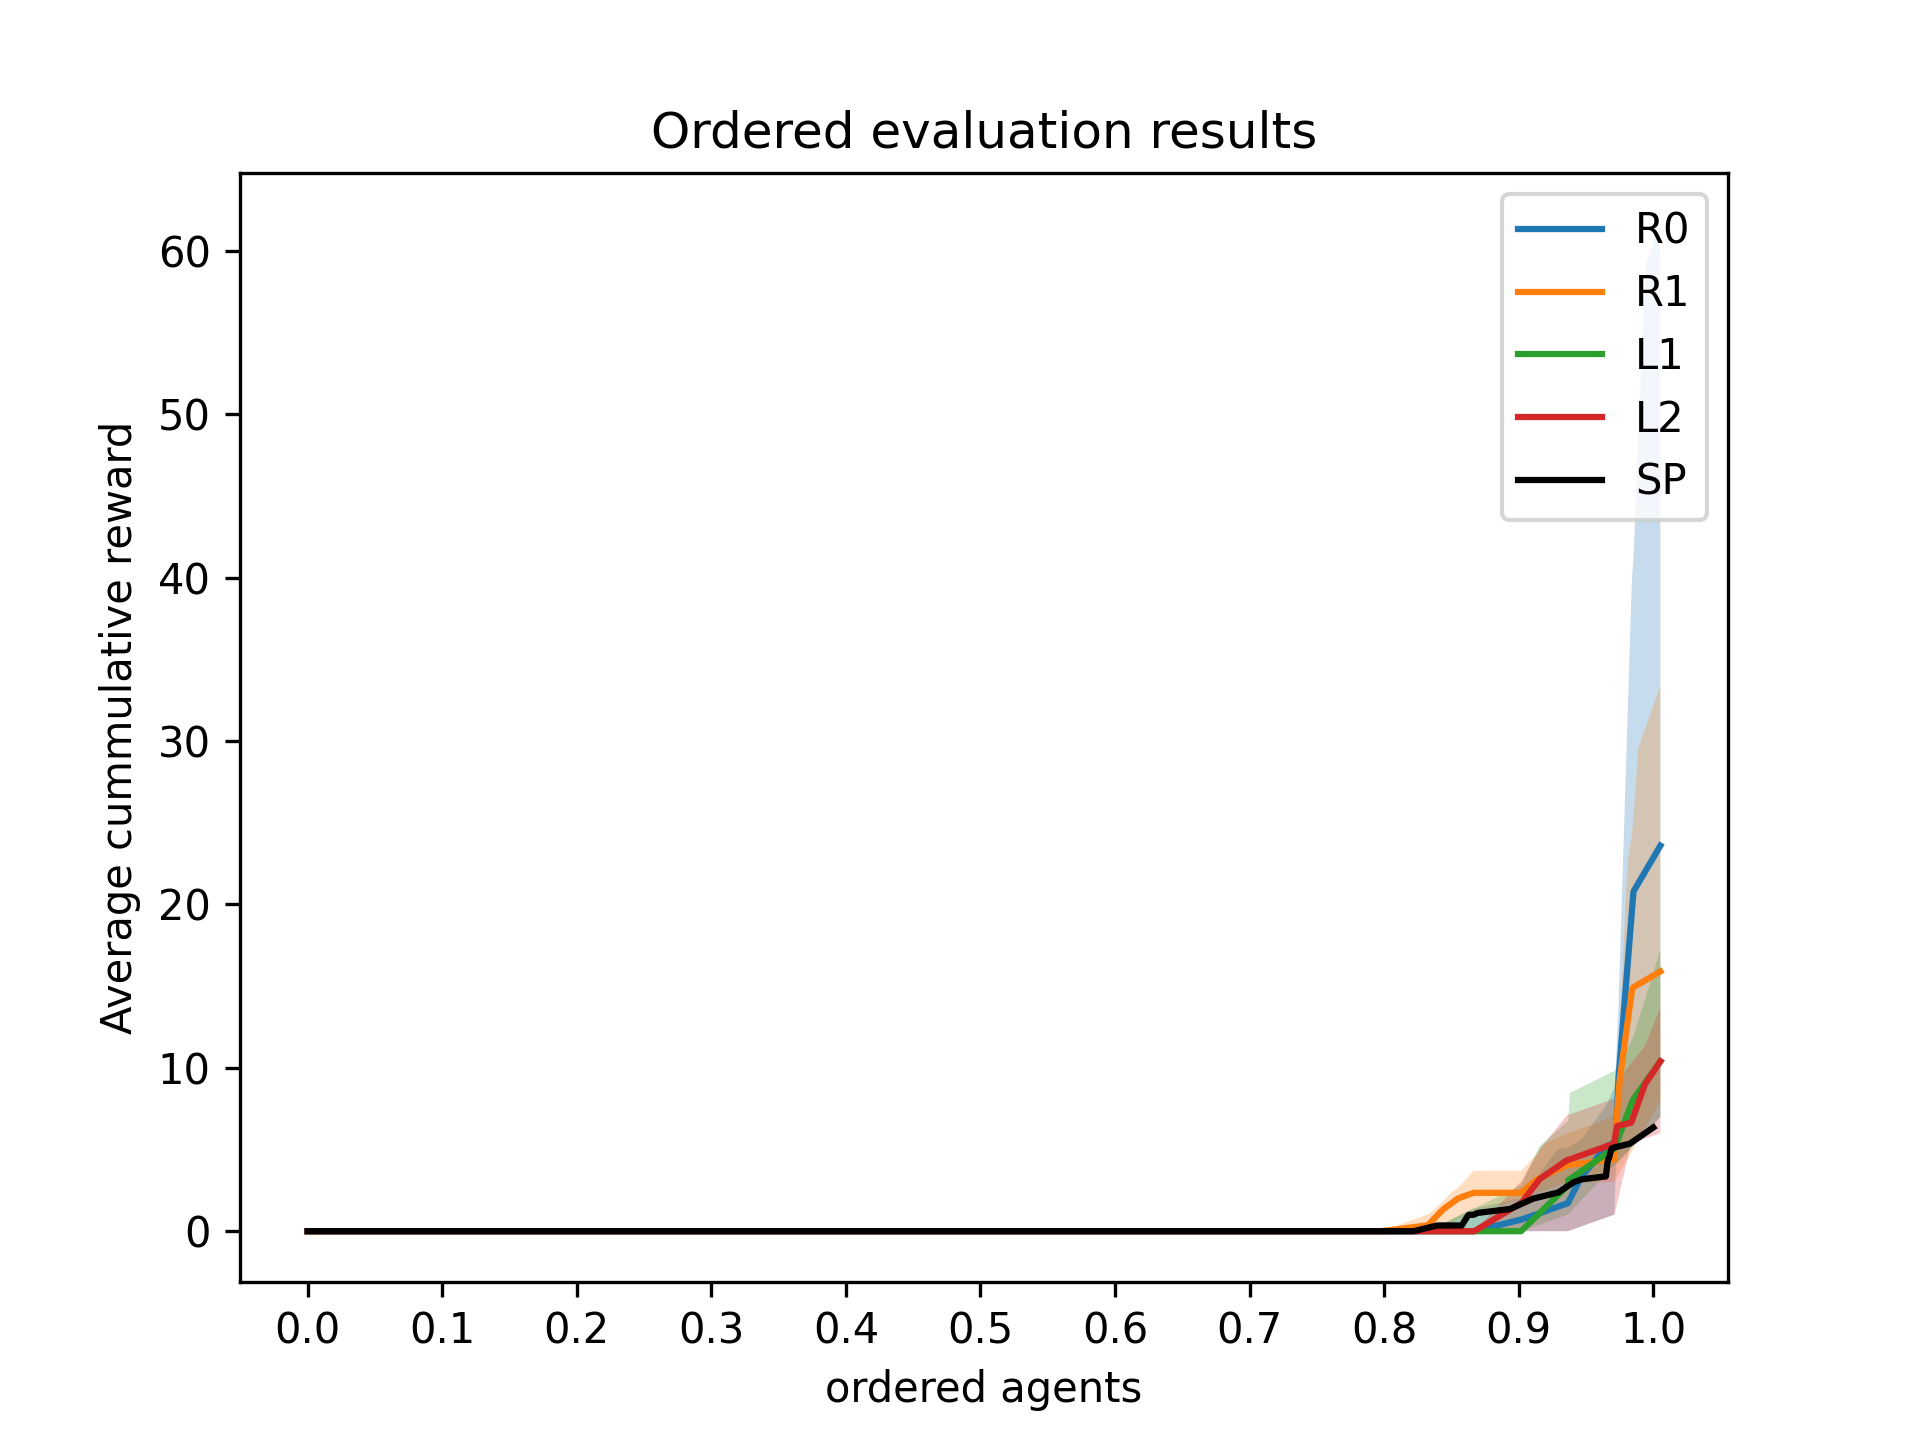 Ordered evaluation results
R0
R1
L1
L2
SP
60
50
40
30
20
10
0
Average cummulative reward
0.0 0.1 0.2 0.3 0.4 0.5 0.6 0.7 0.8 0.9 1.0
ordered agents